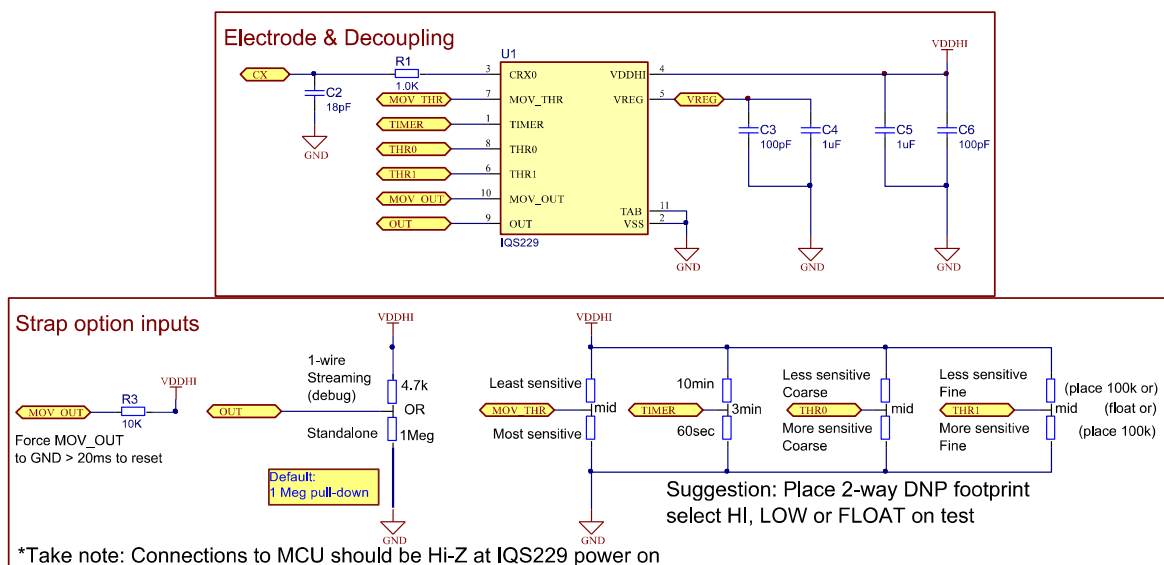 Electrode & Decoupling
U1
VDDHI
CX
R1
1.0K
C2
18pF
GND
3
CRX0
MOV_THR
7
MOV_THR
TIMER
1
TIMER
THR0
8
THR0
THR1
6
THR1
MOV_OUT
10
MOV_OUT
OUT
9
OUT
VDDHI
4
VREG
5
VREG
TAB
11
VSS
2
IQS229
GND
C3
100pF
C4
1uF
GND
C5
1uF
C6
100pF
GND
Strap option inputs
MOV_OUT
R3
10K
VDDHI
Force MOV_OUT
to GND > 20ms to reset
VDDHI
1-wire
Streaming
(debug)
4.7k
OUT
OR
Standalone
1Meg
Default:
1 Meg pull-down
GND
VDDHI
Least sensitive
MOV_THR
mid
Most sensitive
GND
10min
TIMER
3min
60sec
Less sensitive
Coarse
THR0
mid
More sensitive
Coarse
Less sensitive
Fine
THR1
mid
More sensitive
Fine
(place 100k or)
(float or)
(place 100k)
Suggestion: Place 2-way DNP footprint
select HI, LOW or FLOAT on test
*Take note: Connections to MCU should be Hi-Z at IQS229 power on